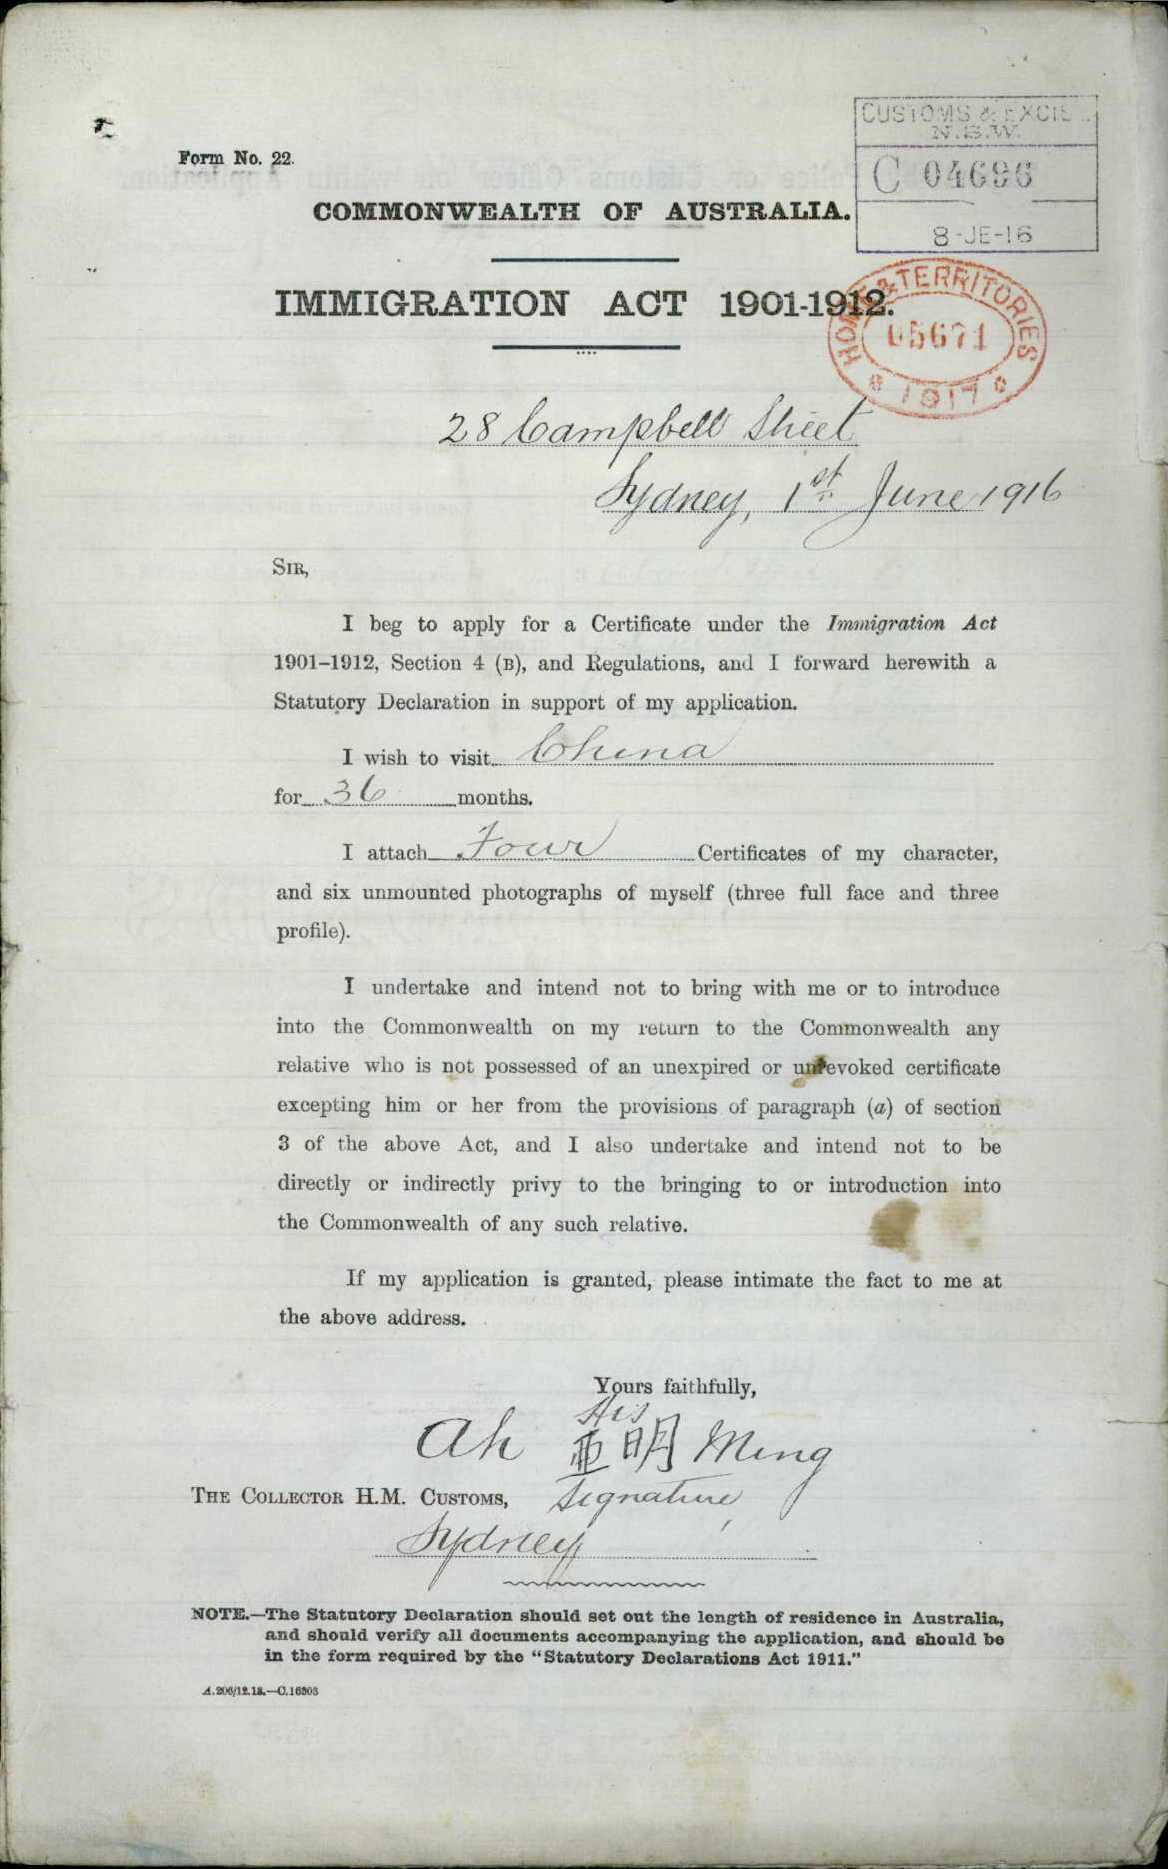 CUSTOMS & EXCIS
N.S.W.
C 04696
8-JE-16
Form No. 22.
COMMONWEALTH OF AUSTRALIA.
IMMIGRATION ACT 1901-1912.
HOME & TERRITORIES
05671
* 1917 *
28 Campbell Street
Sydney, 1st June 1916
SIR,
I beg to apply for a Certificate under the Immigration Act
1901–1912, Section 4 (B), and Regulations, and I forward herewith a
Statutory Declaration in support of my application.
I wish to visit China
for 36 months.
I attach Four Certificates of my character,
and six unmounted photographs of myself (three full face and three
profile).
I undertake and intend not to bring with me or to introduce
into the Commonwealth on my return to the Commonwealth any
relative who is not possessed of an unexpired or unrevoked certificate
excepting him or her from the provisions of paragraph (a) of section
3 of the above Act, and I also undertake and intend not to be
directly or indirectly privy to the bringing to or introduction into
the Commonwealth of any such relative.
If my application is granted, please intimate the fact to me at
the above address.
Yours faithfully,
His
Ah 亜明 Ming
Signature
THE COLLECTOR H.M. CUSTOMS,
Sydney
NOTE.—The Statutory Declaration should set out the length of residence in Australia,
and should verify all documents accompanying the application, and should be
in the form required by the "Statutory Declarations Act 1911."
A.206/12.13.—C.16303